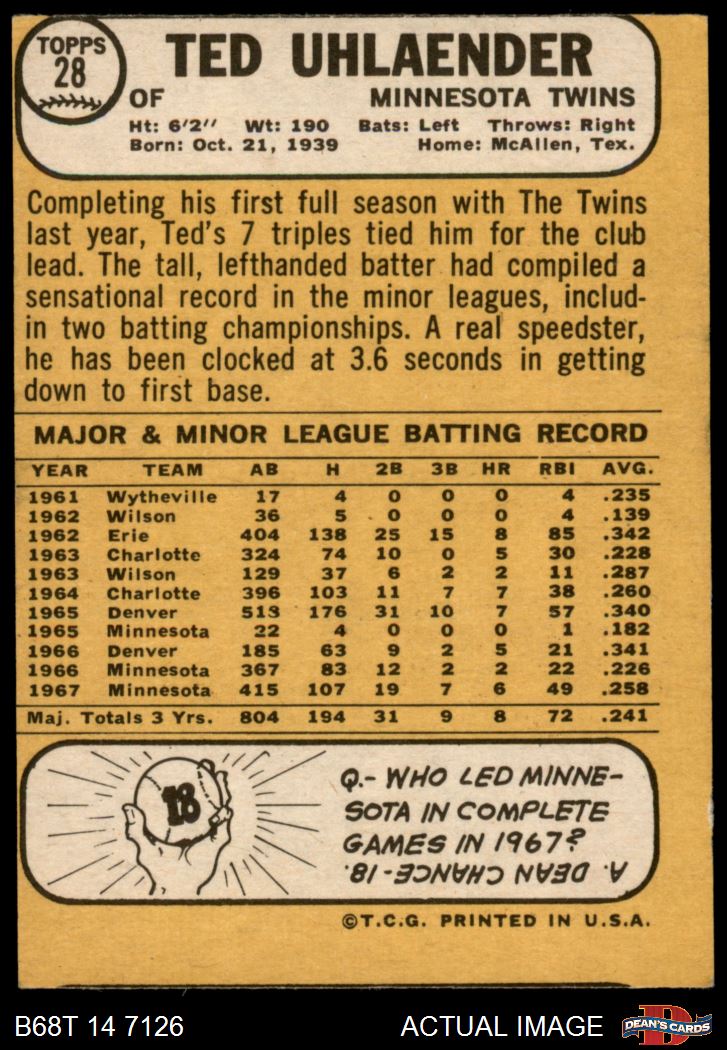 TOPPS
28
TED UHLAENDER
OF MINNESOTA TWINS
Ht: 6'2" Wt: 190 Bats: Left Throws: Right
Born: Oct. 21, 1939 Home: McAllen, Tex.
Completing his first full season with The Twins
last year, Ted's 7 triples tied him for the club
lead. The tall, lefthanded batter had compiled a
sensational record in the minor leagues, includ-
in two batting championships. A real speedster,
he has been clocked at 3.6 seconds in getting
down to first base.
MAJOR & MINOR LEAGUE BATTING RECORD
YEAR TEAM AB H 2B 3B HR RBI AVG.
1961 Wytheville 17 4 0 0 0 4 .235
1962 Wilson 36 5 0 0 0 4 .139
1962 Erie 404 138 25 15 8 85 .342
1963 Charlotte 324 74 10 0 5 30 .228
1963 Wilson 129 37 6 2 2 11 .287
1964 Charlotte 396 103 11 7 7 38 .260
1965 Denver 513 176 31 10 7 57 .340
1965 Minnesota 22 4 0 0 0 1 .182
1966 Denver 185 63 9 2 5 21 .341
1966 Minnesota 367 83 12 2 2 22 .226
1967 Minnesota 415 107 19 7 6 49 .258
Maj. Totals 3 Yrs. 804 194 31 9 8 72 .241
18
Q.- WHO LED MINNE-
SOTA IN COMPLETE
GAMES IN 1967?
A. DEAN CHANCE-18.
©T.C.G. PRINTED IN U.S.A.
B68T 14 7126 ACTUAL IMAGE
D
DEAN'S CARDS